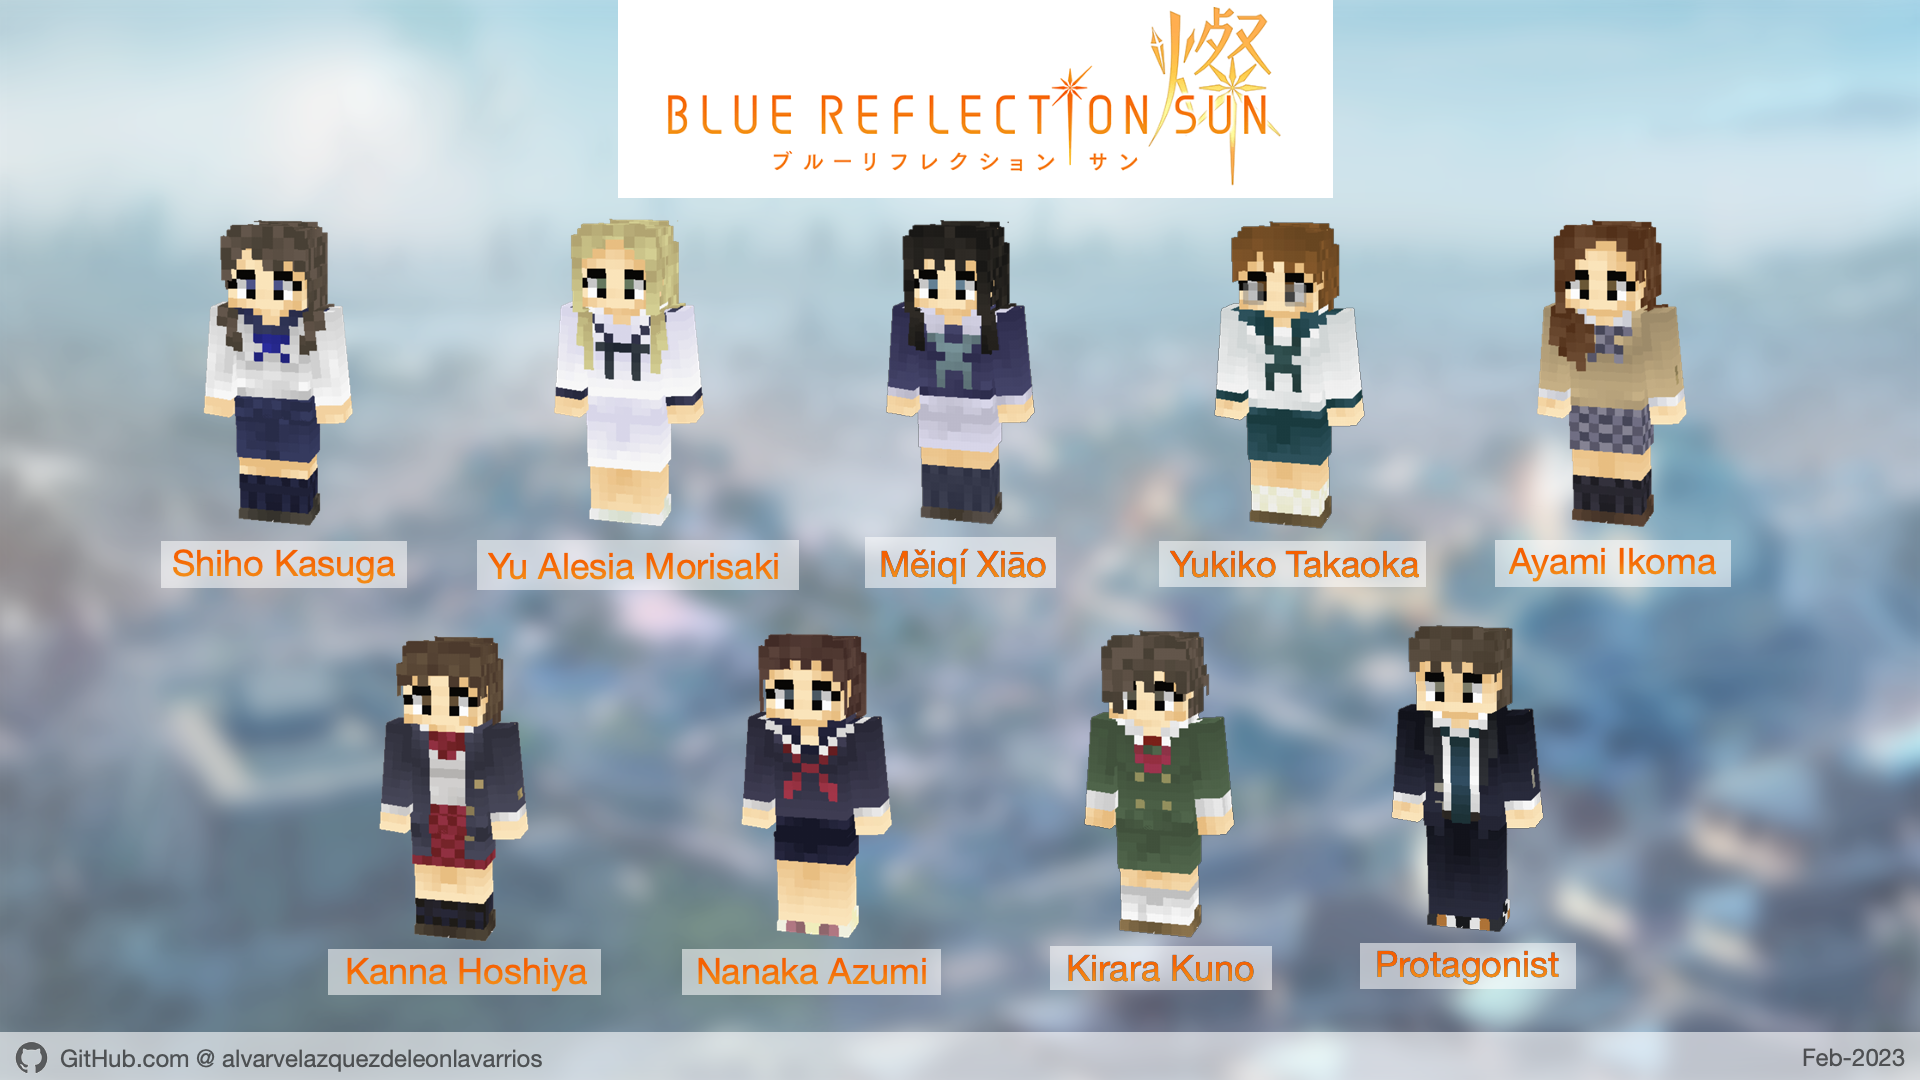 燦
BLUE REFLECTION SUN
ブルーリフレクション サン
Shiho Kasuga
Yu Alesia Morisaki
Měiqí Xiāo
Yukiko Takaoka
Ayami Ikoma
Kanna Hoshiya
Nanaka Azumi
Kirara Kuno
Protagonist
GitHub.com @ alvarvelazquezdeleonlavarrios
Feb-2023